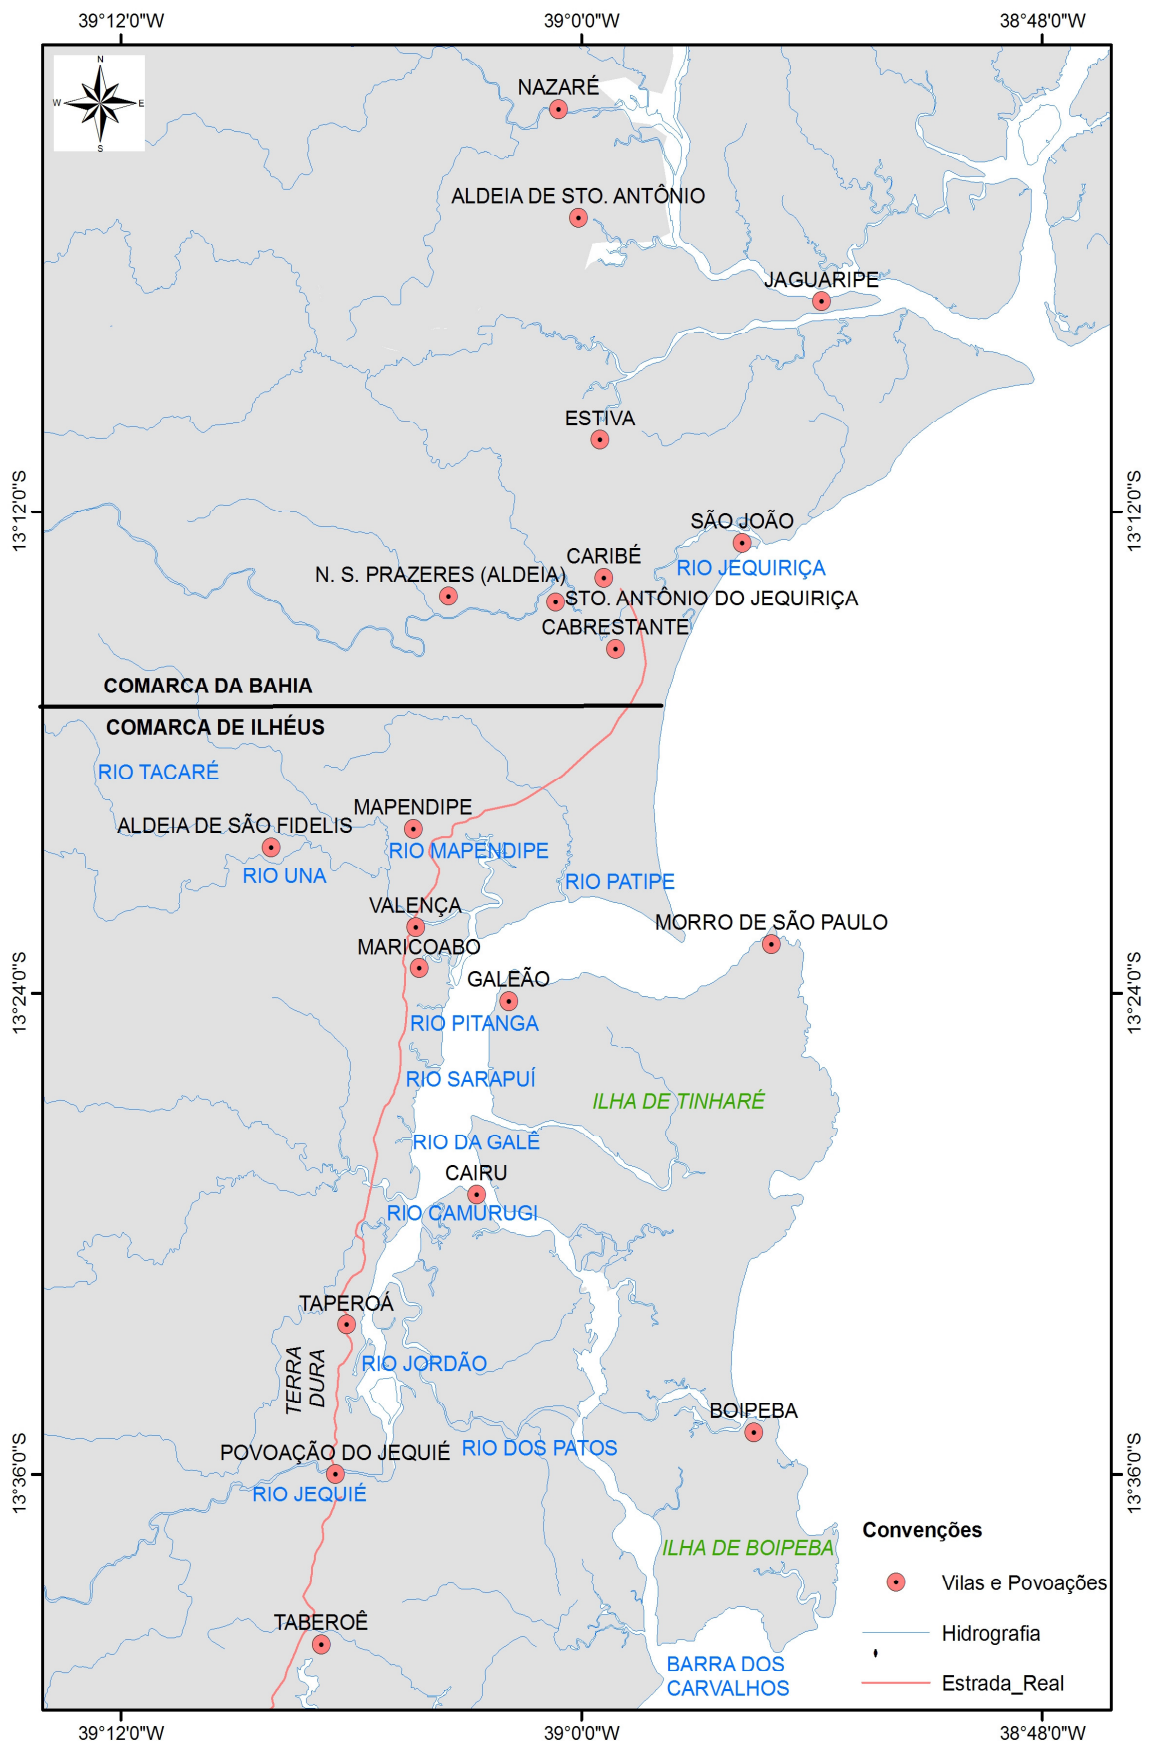 39°12'0"W
39°00'W
38°48'0"W
N
W
E
S
NAZARÉ
ALDEIA DE STO. ANTÔNIO
JAGUARIPE
ESTIVA
13°12'0"S
13°12'0"S
SÃO JOÃO
CARIBÉ
RIO JEQUIRIÇA
N. S. PRAZERES (ALDEIA)
STO. ANTÔNIO DO JEQUIRIÇA
CABRESTANTE
COMARCA DA BAHIA
COMARCA DE ILHÉUS
RIO TACARÉ
MAPENDIPE
ALDEIA DE SÃO FIDELIS
RIO MAPENDIPE
RIO UNA
RIO PATIPE
VALENÇA
MORRO DE SÃO PAULO
MARICOABO
GALEÃO
13°24'0"S
13°24'0"S
RIO PITANGA
RIO SARAPUÍ
ILHA DE TINHARÉ
RIO DA GALÊ
CAIRU
RIO CAMURUGI
TAPEROÁ
RIO JORDÃO
TERRA
DURA
BOIPEBA
POVOAÇÃO DO JEQUIÉ
RIO DOS PATOS
13°36'0"S
13°36'0"S
RIO JEQUIÉ
Convenções
ILHA DE BOIPEBA
Vilas e Povoações
TABEROÊ
Hidrografia
BARRA DOS
CARVALHOS
Estrada_Real
39°12'0"W
39°00'W
38°48'0"W